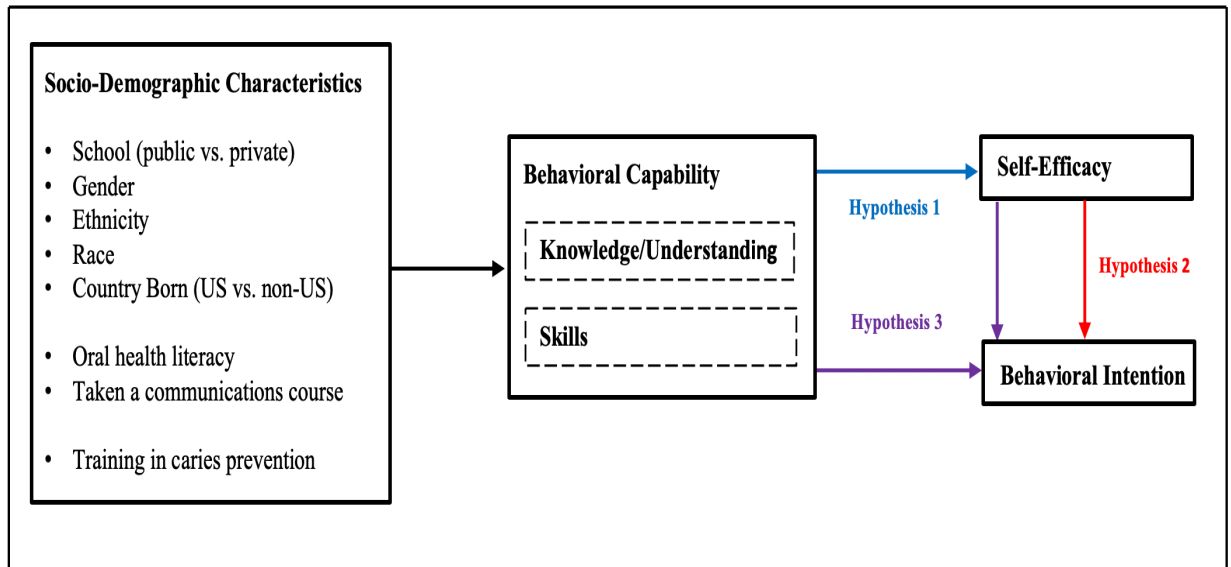 Socio-Demographic Characteristics
• School (public vs. private)
• Gender
• Ethnicity
• Race
• Country Born (US vs. non-US)
• Oral health literacy
• Taken a communications course
• Training in caries prevention
Behavioral Capability
Knowledge/Understanding
Skills
Hypothesis 1
Hypothesis 3
Self-Efficacy
Hypothesis 2
Behavioral Intention